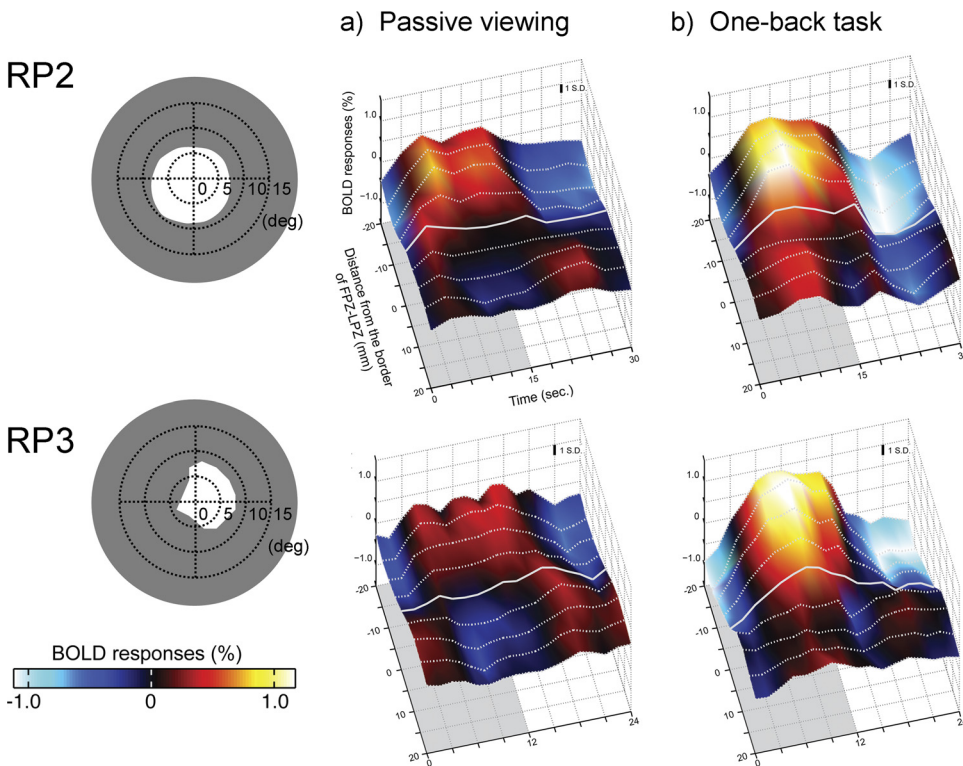 a) Passive viewing
b) One-back task
RP2
0 5 10 15
(deg)
BOLD responses (%)
1.0
0
-1.0
-20
-10
0
10
20
Distance from the border
of FPZ-LPZ (mm)
0
15
30
Time (sec.)
1 S.D.
1.0
0
-1.0
-20
-10
0
10
20
0
15
1 S.D.
RP3
0 5 10 15
(deg)
BOLD responses (%)
-1.0 0 1.0
1.0
0
-1.0
-20
-10
0
10
20
0
12
24
1 S.D.
1.0
0
-1.0
-20
-10
0
10
20
0
12
1 S.D.